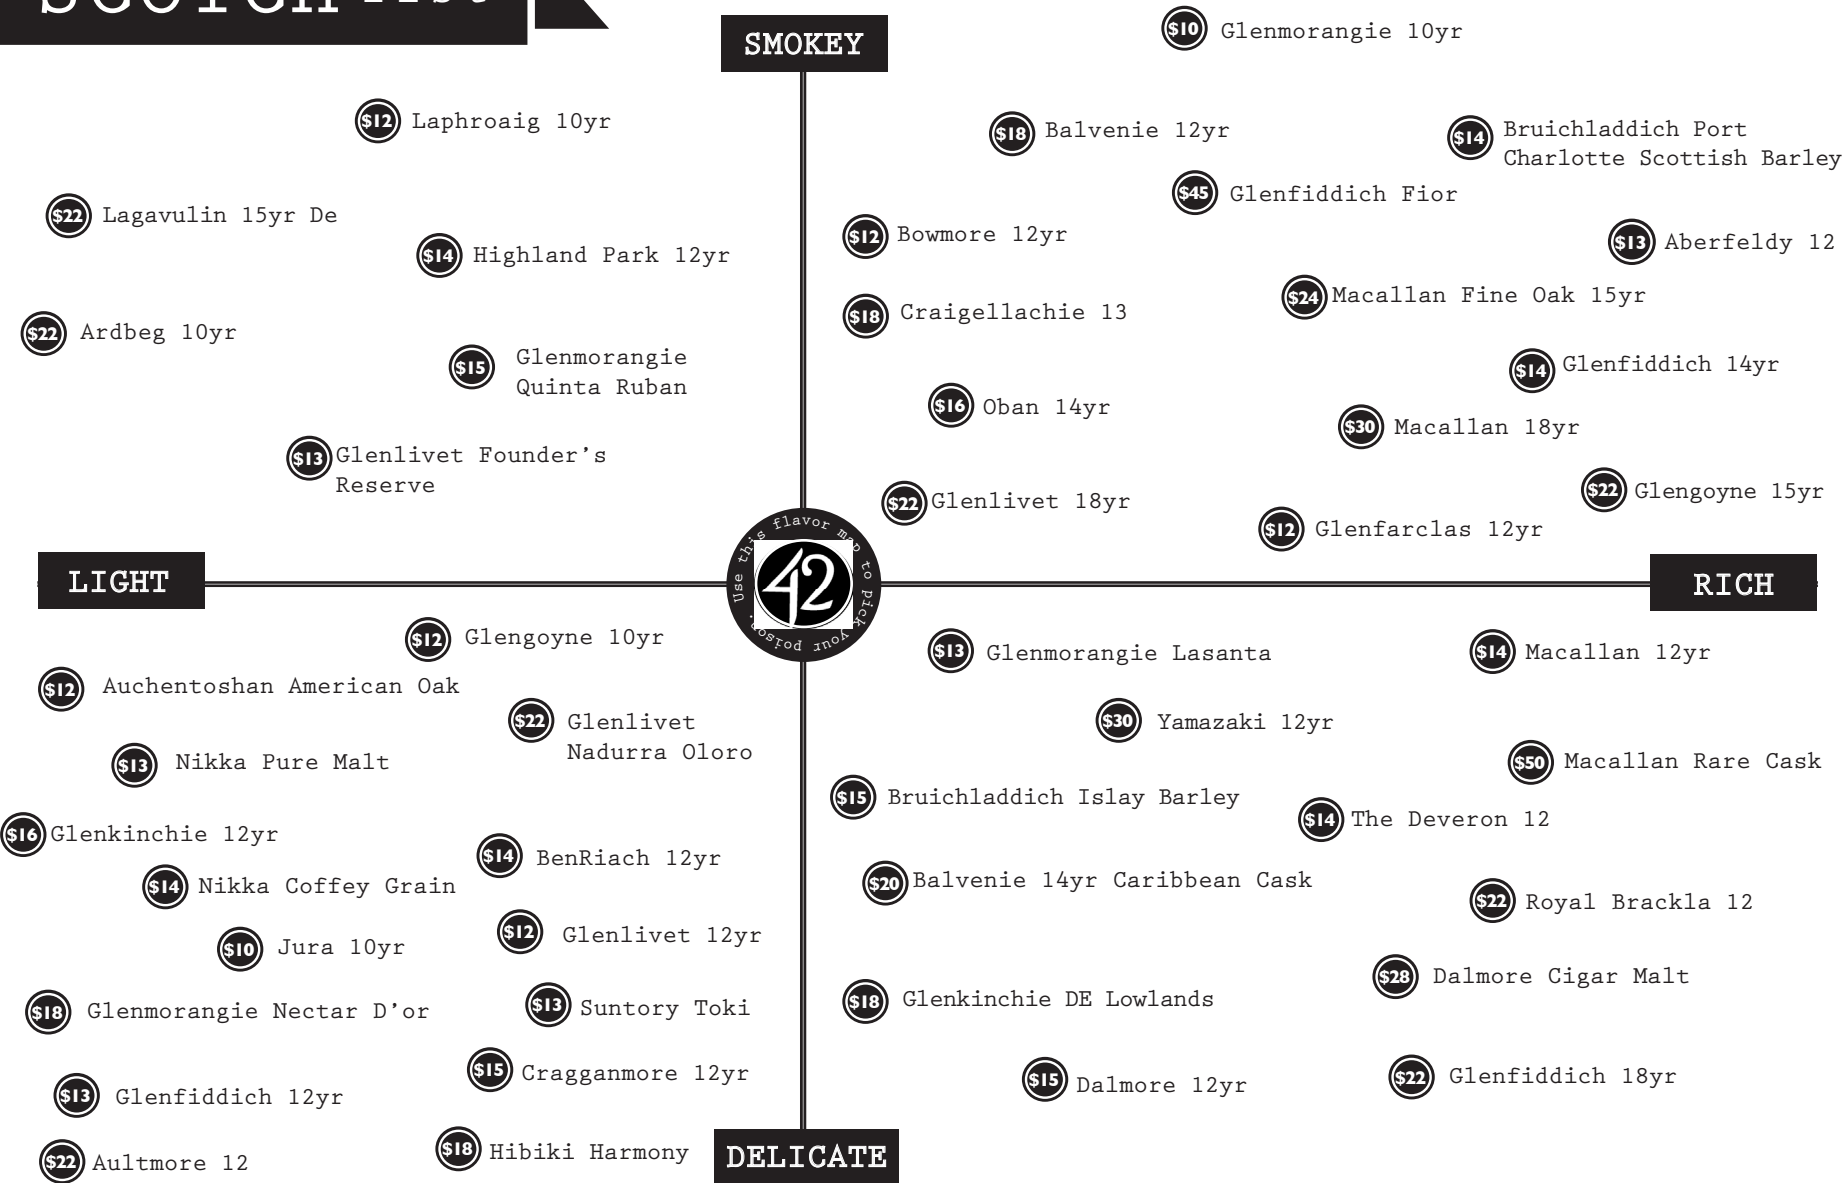 SCOTCH list
SMOKEY
$10 Glenmorangie 10yr
$12 Laphroaig 10yr
$18 Balvenie 12yr
$14 Bruichladdich Port
Charlotte Scottish Barley
$45 Glenfiddich Fior
$22 Lagavulin 15yr De
$12 Bowmore 12yr
$13 Aberfeldy 12
$14 Highland Park 12yr
$24 Macallan Fine Oak 15yr
$18 Craigellachie 13
$22 Ardbeg 10yr
$15 Glenmorangie
Quinta Ruban
$14 Glenfiddich 14yr
$16 Oban 14yr
$30 Macallan 18yr
$13 Glenlivet Founder's
Reserve
$22 Glenlivet 18yr
$22 Glengoyne 15yr
$12 Glenfarclas 12yr
Use this flavor map to pick your poison.
42
LIGHT
RICH
$12 Glengoyne 10yr
$13 Glenmorangie Lasanta
$14 Macallan 12yr
$12 Auchentoshan American Oak
$22 Glenlivet
Nadurra Oloro
$30 Yamazaki 12yr
$13 Nikka Pure Malt
$50 Macallan Rare Cask
$15 Bruichladdich Islay Barley
$14 The Deveron 12
$16 Glenkinchie 12yr
$14 BenRiach 12yr
$14 Nikka Coffey Grain
$20 Balvenie 14yr Caribbean Cask
$22 Royal Brackla 12
$12 Glenlivet 12yr
$10 Jura 10yr
$28 Dalmore Cigar Malt
$18 Glenmorangie Nectar D'or
$13 Suntory Toki
$18 Glenkinchie DE Lowlands
$15 Cragganmore 12yr
$15 Dalmore 12yr
$22 Glenfiddich 18yr
$13 Glenfiddich 12yr
$18 Hibiki Harmony
$22 Aultmore 12
DELICATE